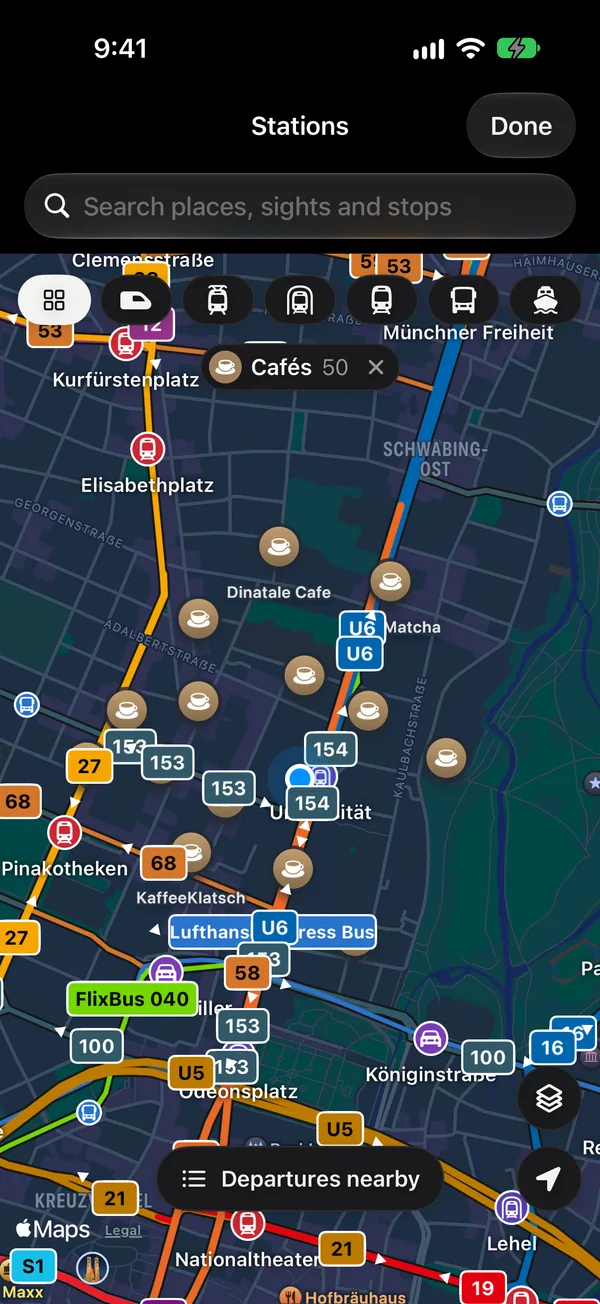 9:41
Stations
Done
Search places, sights and stops
Clemensstraße
53
HAIMHAUSER
53
12
Münchner Freiheit
Kurfürstenplatz
Cafés 50
SCHWABING-
OST
Elisabethplatz
GEORGENSTRASSE
Dinatale Cafe
ADALBERTSTRASSE
U6
Matcha
U6
KAULBACHSTRASSE
153
154
153
27
153
154
68
Pinakotheken
68
KaffeeKlatsch
27
U6
58
FlixBus 040
153
100
16
16
100
153
U5
Königinstraße
Odeonsplatz
U5
Departures nearby
21
Maps
Legal
Lehel
Nationaltheater
21
S1
Maxx
19
Hofbräuhaus